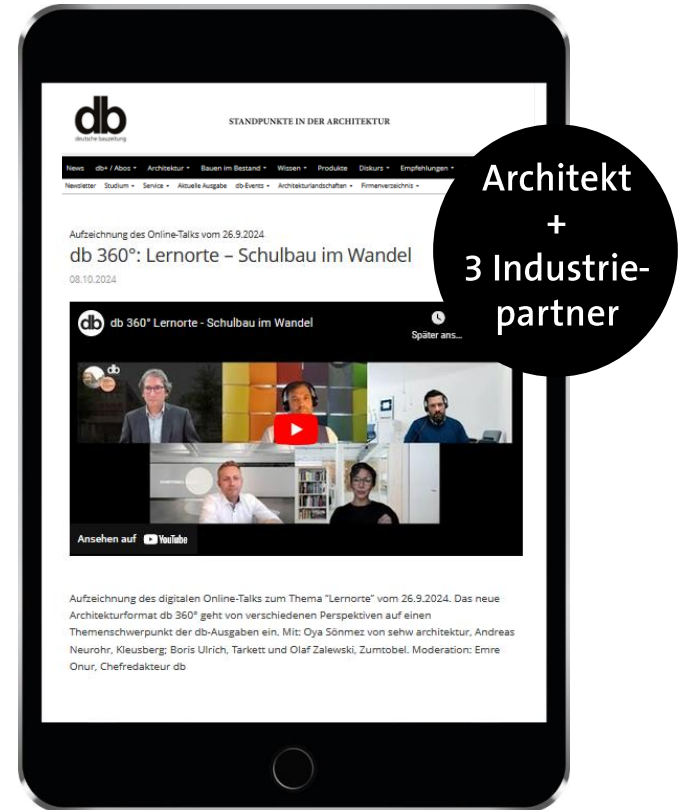 db
deutsche bauzeitung
STANDPUNKTE IN DER ARCHITEKTUR
News db+ / Abos Architektur Bauen im Bestand Wissen Produkte Diskurs Empfehlungen
Newsletter Studium Service Aktuelle Ausgabe db-Events Architekturlandschaften Firmenverzeichnis
Architekt
+
3 Industrie-
partner
Aufzeichnung des Online-Talks vom 26.9.2024
db 360°: Lernorte – Schulbau im Wandel
08.10.2024
db db 360° Lernorte - Schulbau im Wandel
Später ans...
db
Ansehen auf YouTube
Aufzeichnung des digitalen Online-Talks zum Thema "Lernorte" vom 26.9.2024. Das neue
Architekturformat db 360° geht von verschiedenen Perspektiven auf einen
Themenschwerpunkt der db-Ausgaben ein. Mit: Oya Sönmez von sehw architektur, Andreas
Neurohr, Kleusberg; Boris Ulrich, Tarkett und Olaf Zalewski, Zumtobel. Moderation: Emre
Onur, Chefredakteur db